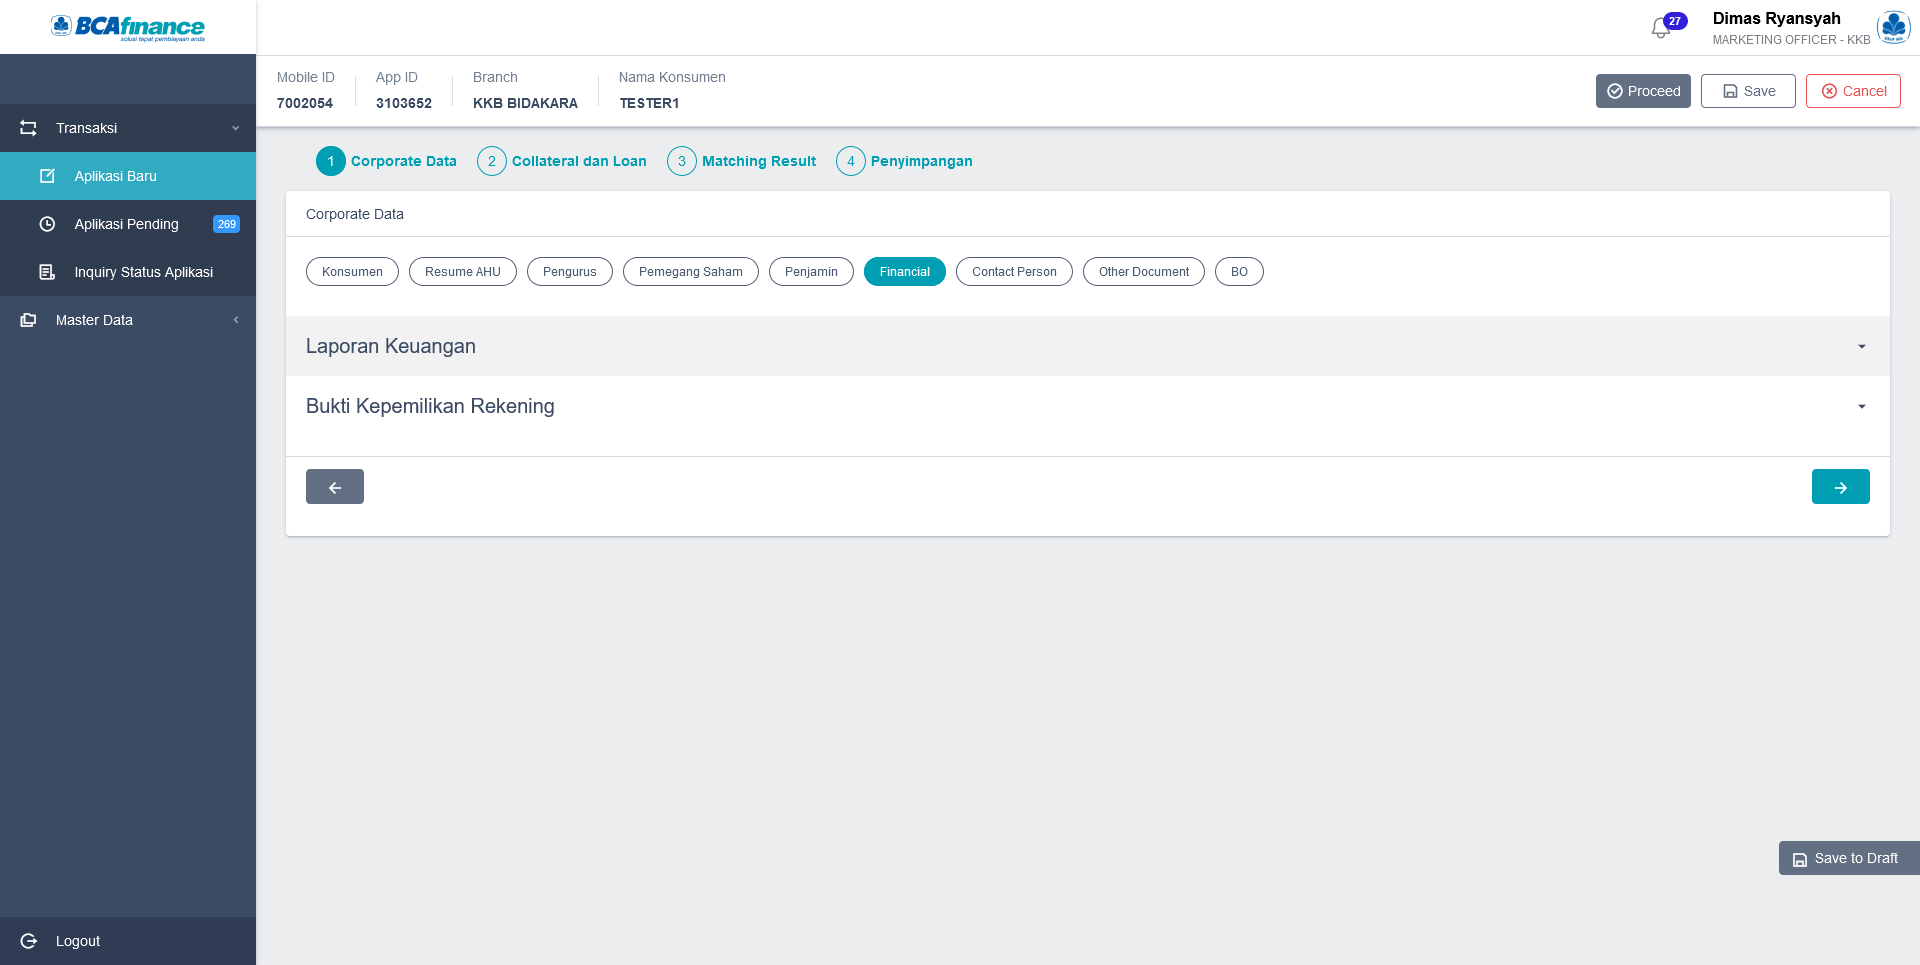 BCAfinance
solusi tepat pembiayaan anda
27
Dimas Ryansyah
MARKETING OFFICER - KKB
Mobile ID
7002054
App ID
3103652
Branch
KKB BIDAKARA
Nama Konsumen
TESTER1
Proceed
Save
Cancel
Transaksi
Aplikasi Baru
Aplikasi Pending 269
Inquiry Status Aplikasi
Master Data
Logout
1 Corporate Data
2 Collateral dan Loan
3 Matching Result
4 Penyimpangan
Corporate Data
Konsumen
Resume AHU
Pengurus
Pemegang Saham
Penjamin
Financial
Contact Person
Other Document
BO
Laporan Keuangan
Bukti Kepemilikan Rekening
Save to Draft